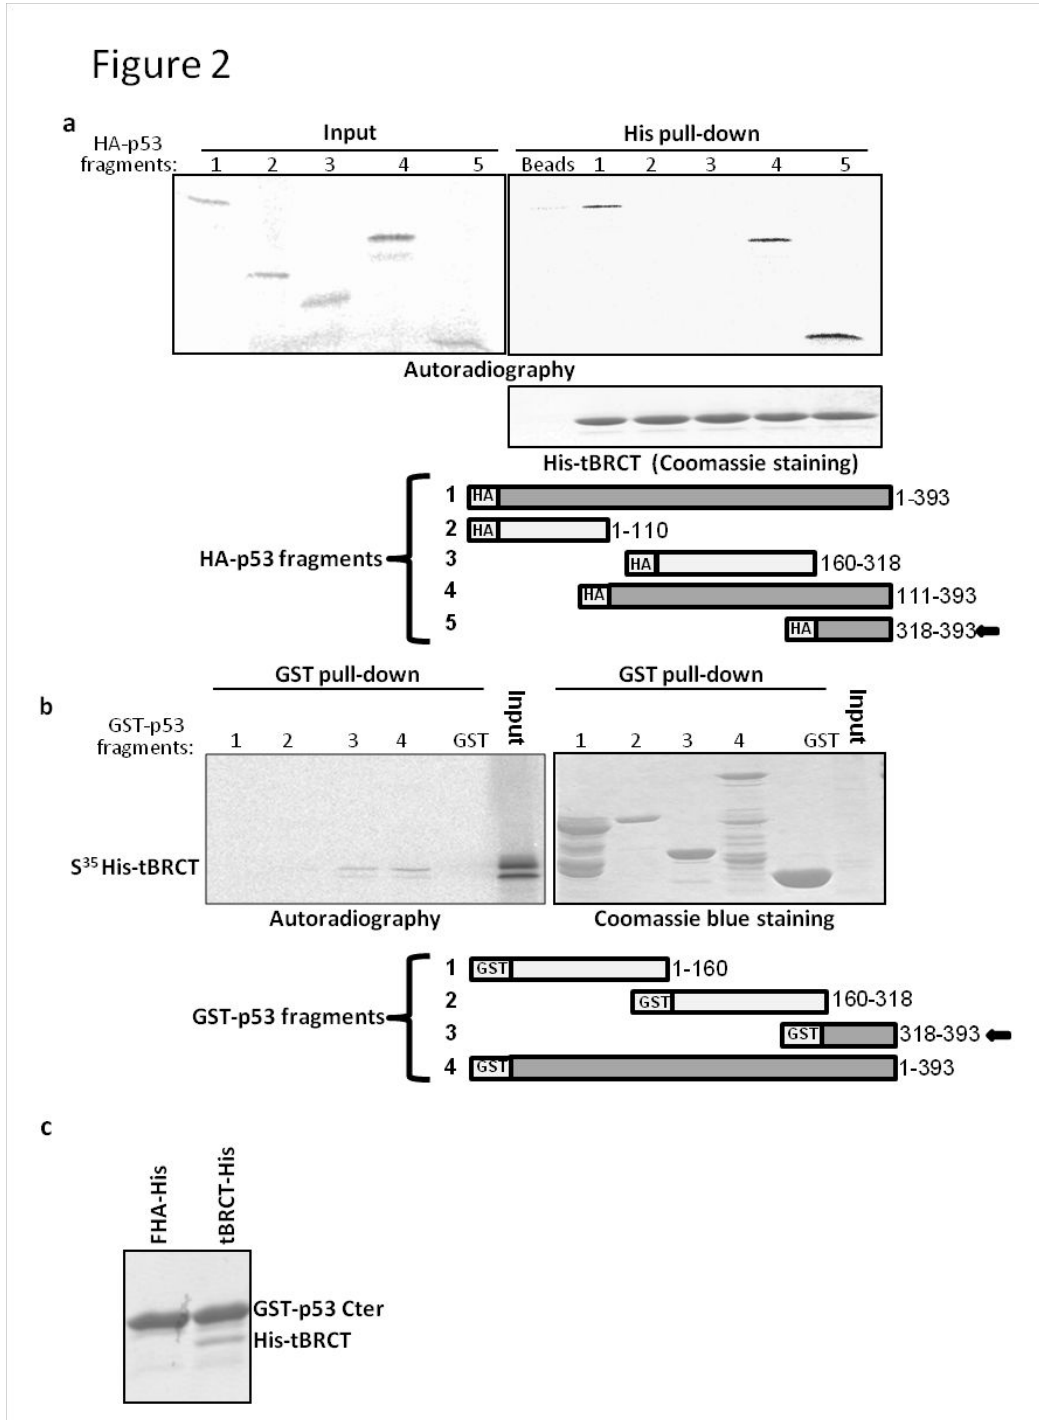 Figure 2
a
HA-p53
fragments:
Input
1 2 3 4 5
His pull-down
Beads 1 2 3 4 5
Autoradiography
His-tBRCT (Coomassie staining)
HA-p53 fragments
1 HA 1-393
2 HA 1-110
3 HA 160-318
4 HA 111-393
5 HA 318-393
b
GST pull-down
GST-p53
fragments:
1 2 3 4 GST Input
GST pull-down
1 2 3 4 GST Input
S³⁵ His-tBRCT
Autoradiography
Coomassie blue staining
GST-p53 fragments
1 GST 1-160
2 GST 160-318
3 GST 318-393
4 GST 1-393
c
FHA-His
tBRCT-His
GST-p53 Cter
His-tBRCT